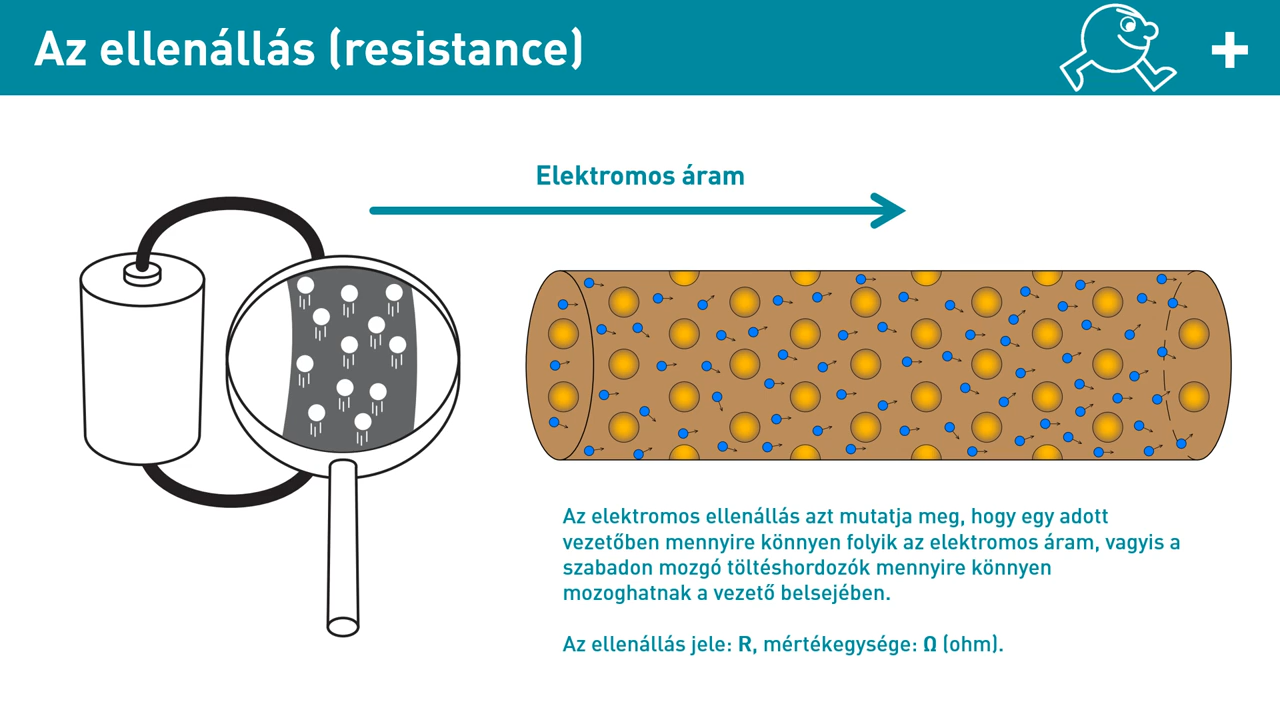 Az ellenállás (resistance)
+
Elektromos áram
Az elektromos ellenállás azt mutatja meg, hogy egy adott
vezetőben mennyire könnyen folyik az elektromos áram, vagyis a
szabadon mozgó töltéshordozók mennyire könnyen
mozoghatnak a vezető belsejében.
Az ellenállás jele: R, mértékegysége: Ω (ohm).